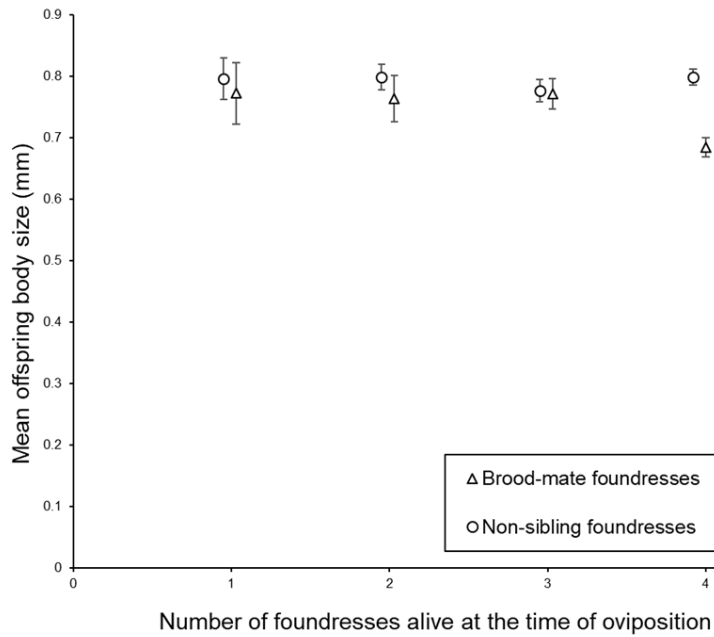 0.9
0.8
0.7
0.6
0.5
0.4
0.3
0.2
0.1
0
Mean offspring body size (mm)
Brood-mate foundresses
Non-sibling foundresses
0 1 2 3 4
Number of foundresses alive at the time of oviposition